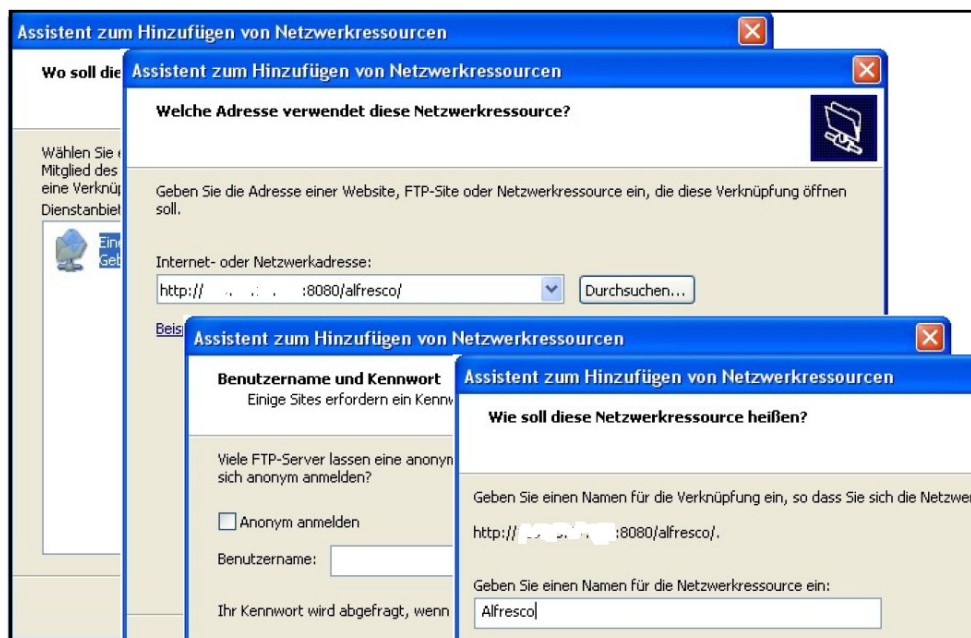 Assistent zum Hinzufügen von Netzwerkressourcen
Wo soll die
Wählen Sie
Mitglied des
eine Verknüp
Dienstanbiet
Eine
Geb
Assistent zum Hinzufügen von Netzwerkressourcen
Welche Adresse verwendet diese Netzwerkressource?
Geben Sie die Adresse einer Website, FTP-Site oder Netzwerkressource ein, die diese Verknüpfung öffnen
soll.
Internet- oder Netzwerkadresse:
http:// :8080/alfresco/
Durchsuchen...
Beis
Assistent zum Hinzufügen von Netzwerkressourcen
Benutzername und Kennwort
Einige Sites erfordern ein Kennw
Viele FTP-Server lassen eine anonym
sich anonym anmelden?
Anonym anmelden
Benutzername:
Ihr Kennwort wird abgefragt, wenn
Assistent zum Hinzufügen von Netzwerkressourcen
Wie soll diese Netzwerkressource heißen?
Geben Sie einen Namen für die Verknüpfung ein, so dass Sie sich die Netzwer
http:// :8080/alfresco/.
Geben Sie einen Namen für die Netzwerkressource ein:
Alfresco